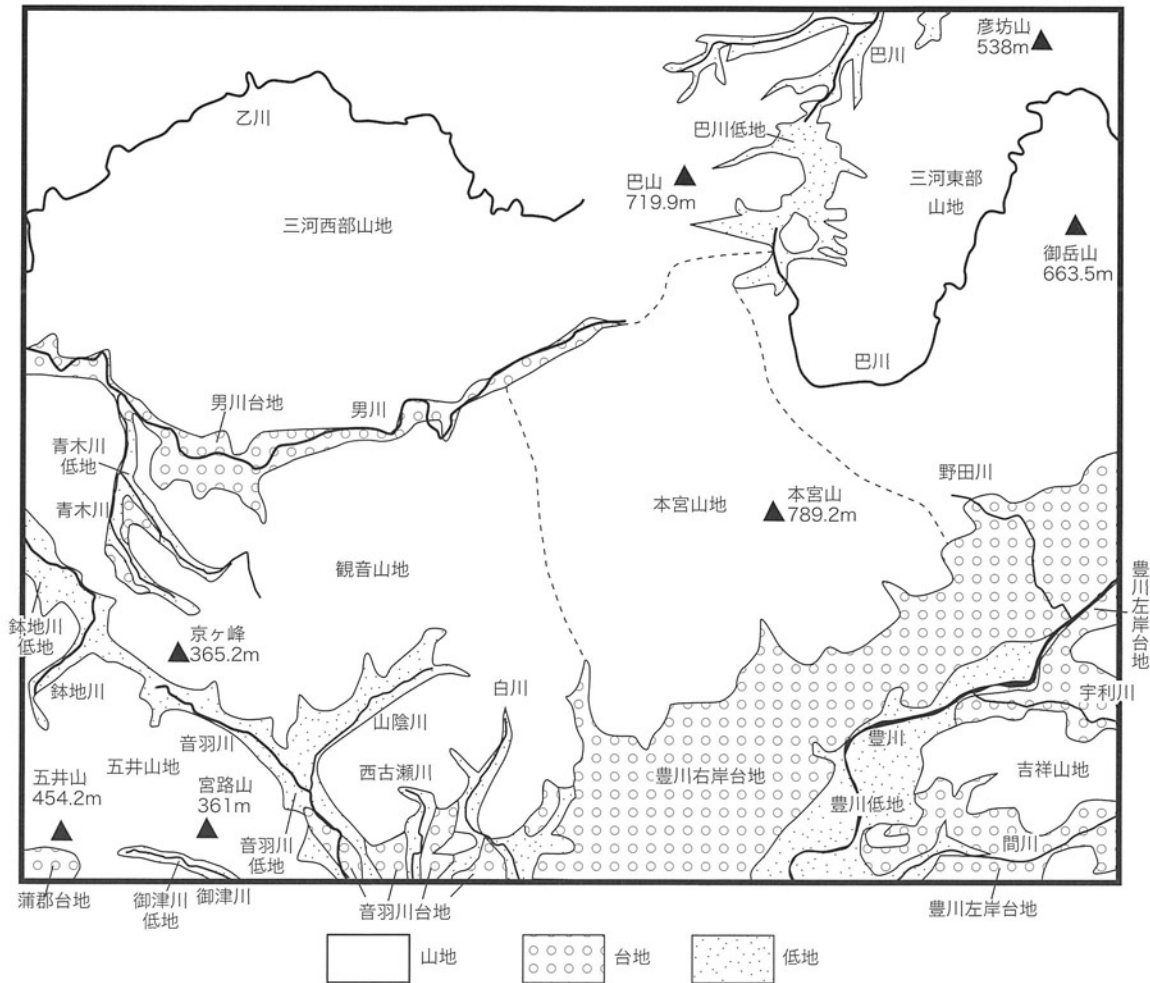 彦坊山
538m
巴川
乙川
巴川低地
巴山
719.9m
三河東部
山地
三河西部山地
御岳山
663.5m
巴川
男川台地
男川
青木川
低地
青木川
野田川
本宮山地
本宮山
789.2m
観音山地
豊川左岸台地
鉢地川
低地
京ヶ峰
365.2m
鉢地川
山陰川
白川
宇利川
音羽川
豊川
五井山
454.2m
五井山地
宮路山
361m
西古瀬川
豊川右岸台地
吉祥山地
豊川低地
音羽川
低地
間川
蒲郡台地
御津川
低地
御津川
音羽川台地
豊川左岸台地
山地
台地
低地